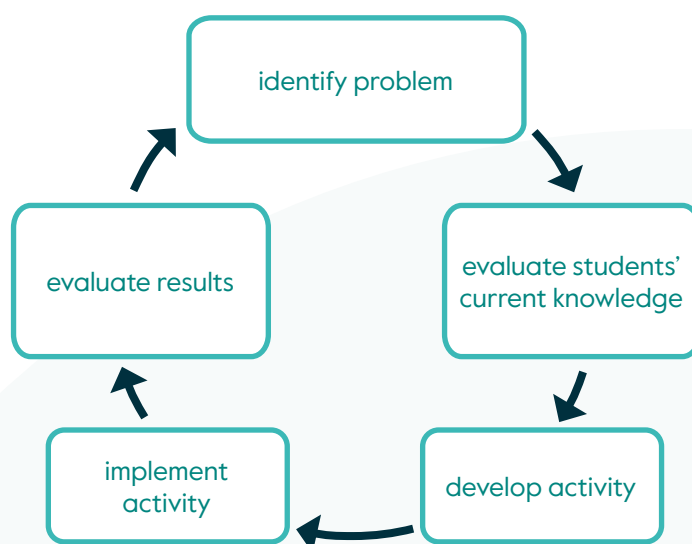 identify problem
evaluate students’
current knowledge
develop activity
implement
activity
evaluate results